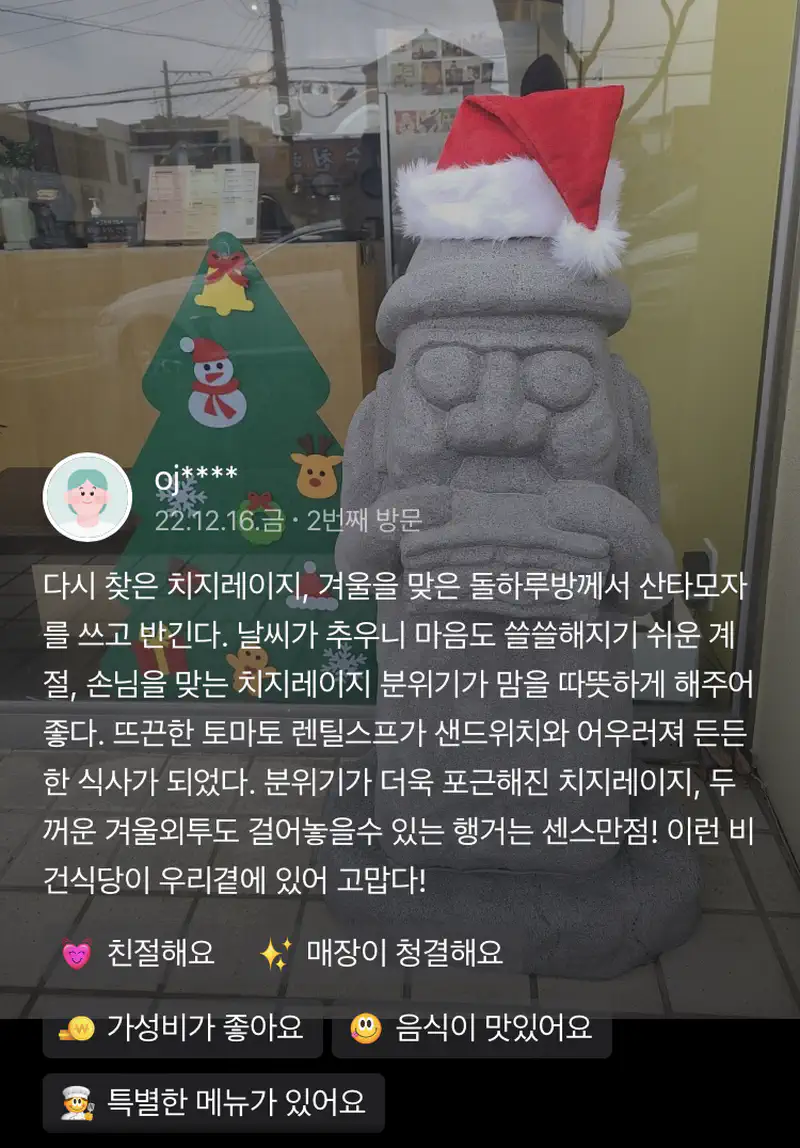 oj****
22.12.16.금 · 2번째 방문
다시 찾은 치지레이지, 겨울을 맞은 돌하루방께서 산타모자
를 쓰고 반긴다. 날씨가 추우니 마음도 쓸쓸해지기 쉬운 계
절, 손님을 맞는 치지레이지 분위기가 맘을 따뜻하게 해주어
좋다. 뜨끈한 토마토 렌틸스프가 샌드위치와 어우러져 든든
한 식사가 되었다. 분위기가 더욱 포근해진 치지레이지, 두
꺼운 겨울외투도 걸어놓을수 있는 행거는 센스만점! 이런 비
건식당이 우리곁에 있어 고맙다!
친절해요 매장이 청결해요
가성비가 좋아요 음식이 맛있어요
특별한 메뉴가 있어요